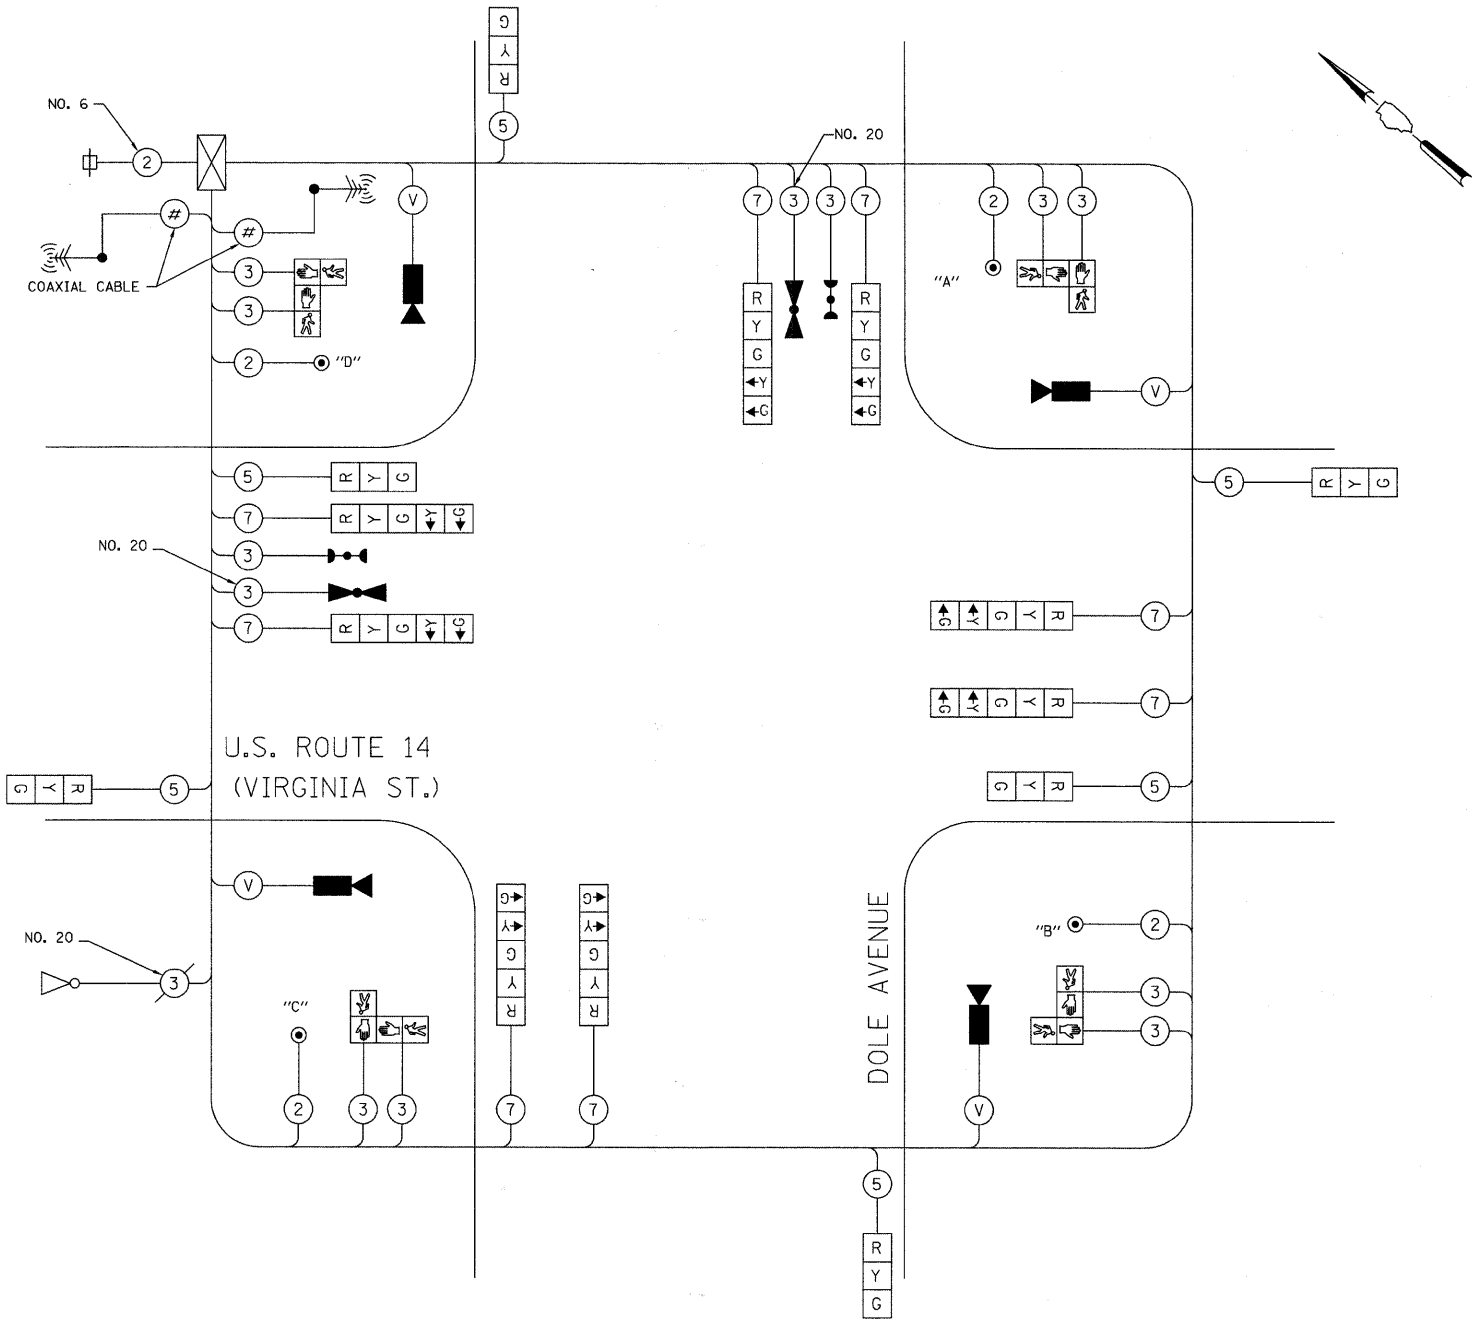 G
Y
R
NO. 6
2
5
NO. 20
#
V
7 3 3 7
2 3 3
#
COAXIAL CABLE
3
"A"
3
R
Y
G
Y
G
R
Y
G
Y
G
2
"D"
V
5
R Y G
5
R Y G
7
R Y G Y G
NO. 20
3
3
7
R Y G Y G
G Y G Y R
7
G Y G Y R
7
U.S. ROUTE 14
(VIRGINIA ST.)
G Y R
5
G Y R
5
V
G
Y
G
Y
R
G
Y
G
Y
R
DOLE AVENUE
"B"
2
NO. 20
3
3
"C"
3
2 3 3
7
7
V
5
R
Y
G